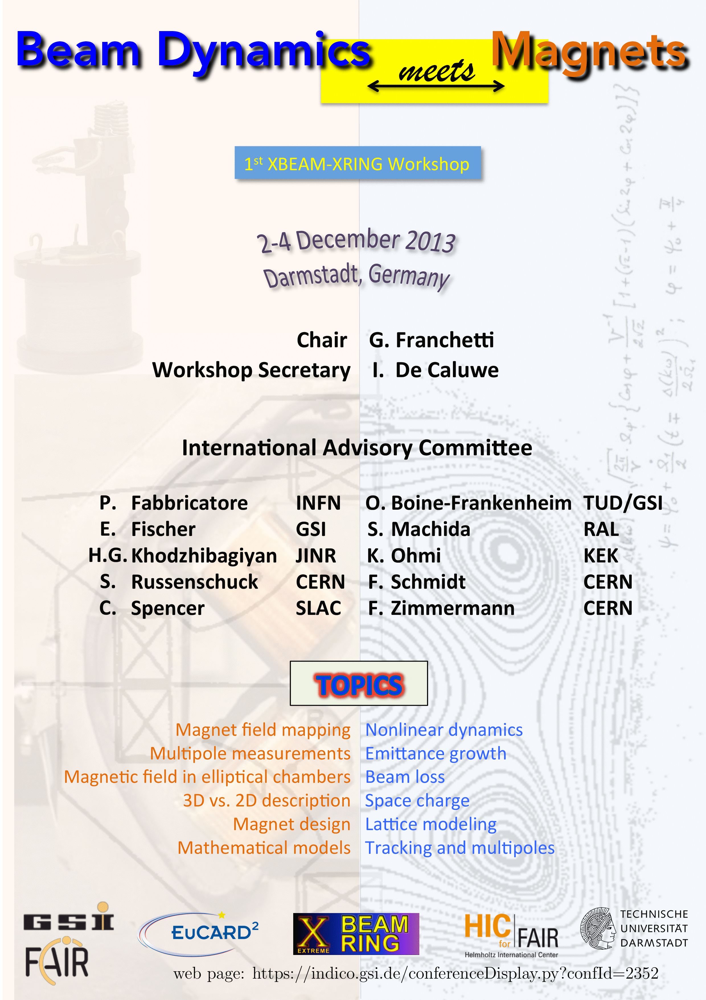 Beam Dynamics meets Magnets
1st XBEAM-XRING Workshop
2-4 December 2013
Darmstadt, Germany
Chair G. Franchetti
Workshop Secretary I. De Caluwe
International Advisory Committee
P. Fabbricatore INFN O. Boine-Frankenheim TUD/GSI
E. Fischer GSI S. Machida RAL
H.G. Khodzhibagiyan JINR K. Ohmi KEK
S. Russenschuck CERN F. Schmidt CERN
C. Spencer SLAC F. Zimmermann CERN
TOPICS
Magnet field mapping Nonlinear dynamics
Multipole measurements Emittance growth
Magnetic field in elliptical chambers Beam loss
3D vs. 2D description Space charge
Magnet design Lattice modeling
Mathematical models Tracking and multipoles
GSI
FAIR
EuCARD²
X EXTREME BEAM RING
HIC for FAIR
Helmholtz International Center
TECHNISCHE
UNIVERSITÄT
DARMSTADT
web page: https://indico.gsi.de/conferenceDisplay.py?confId=2352